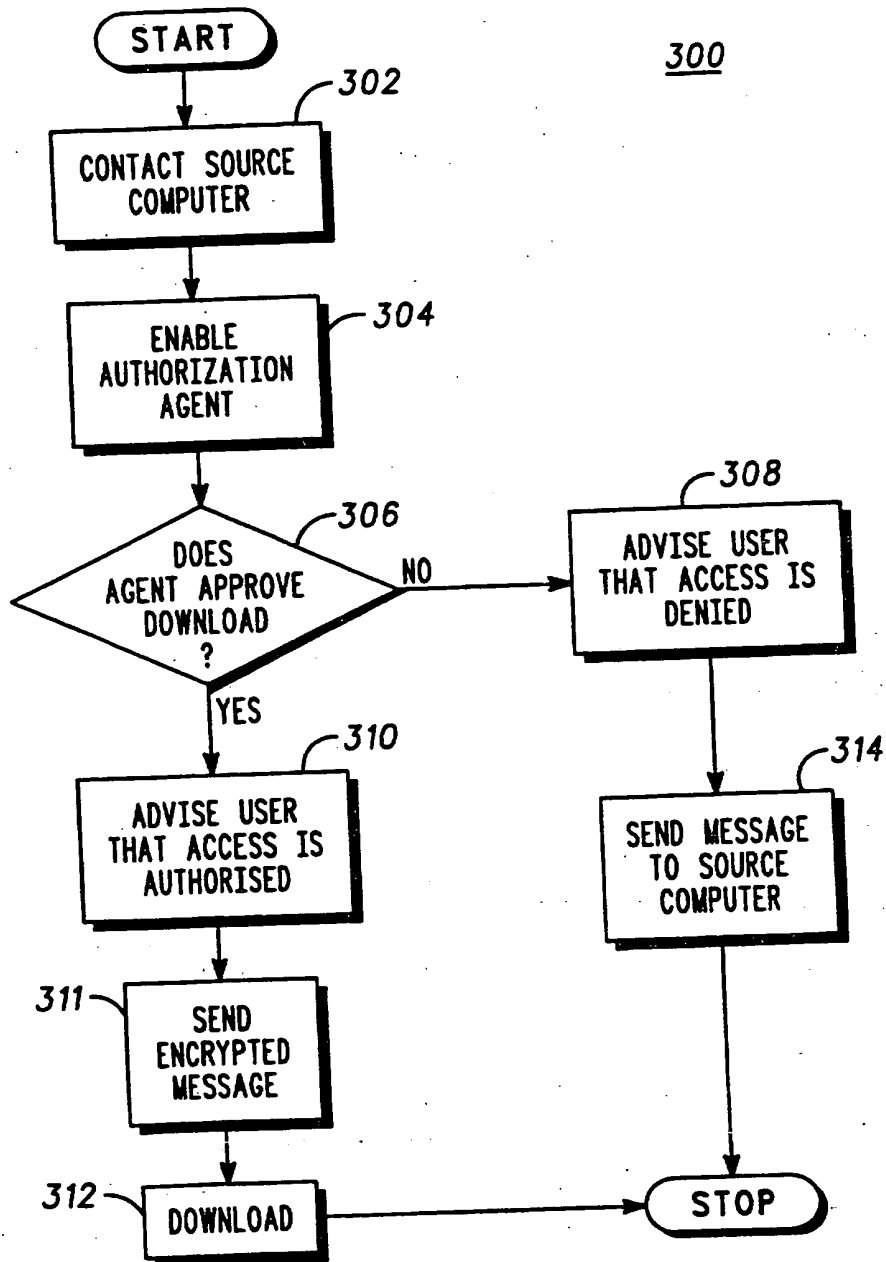 START
300
302
CONTACT SOURCE
COMPUTER
304
ENABLE
AUTHORIZATION
AGENT
306
DOES
AGENT APPROVE
DOWNLOAD
?
NO
308
ADVISE USER
THAT ACCESS IS
DENIED
YES
310
ADVISE USER
THAT ACCESS IS
AUTHORISED
314
SEND MESSAGE
TO SOURCE
COMPUTER
311
SEND
ENCRYPTED
MESSAGE
312
DOWNLOAD
STOP